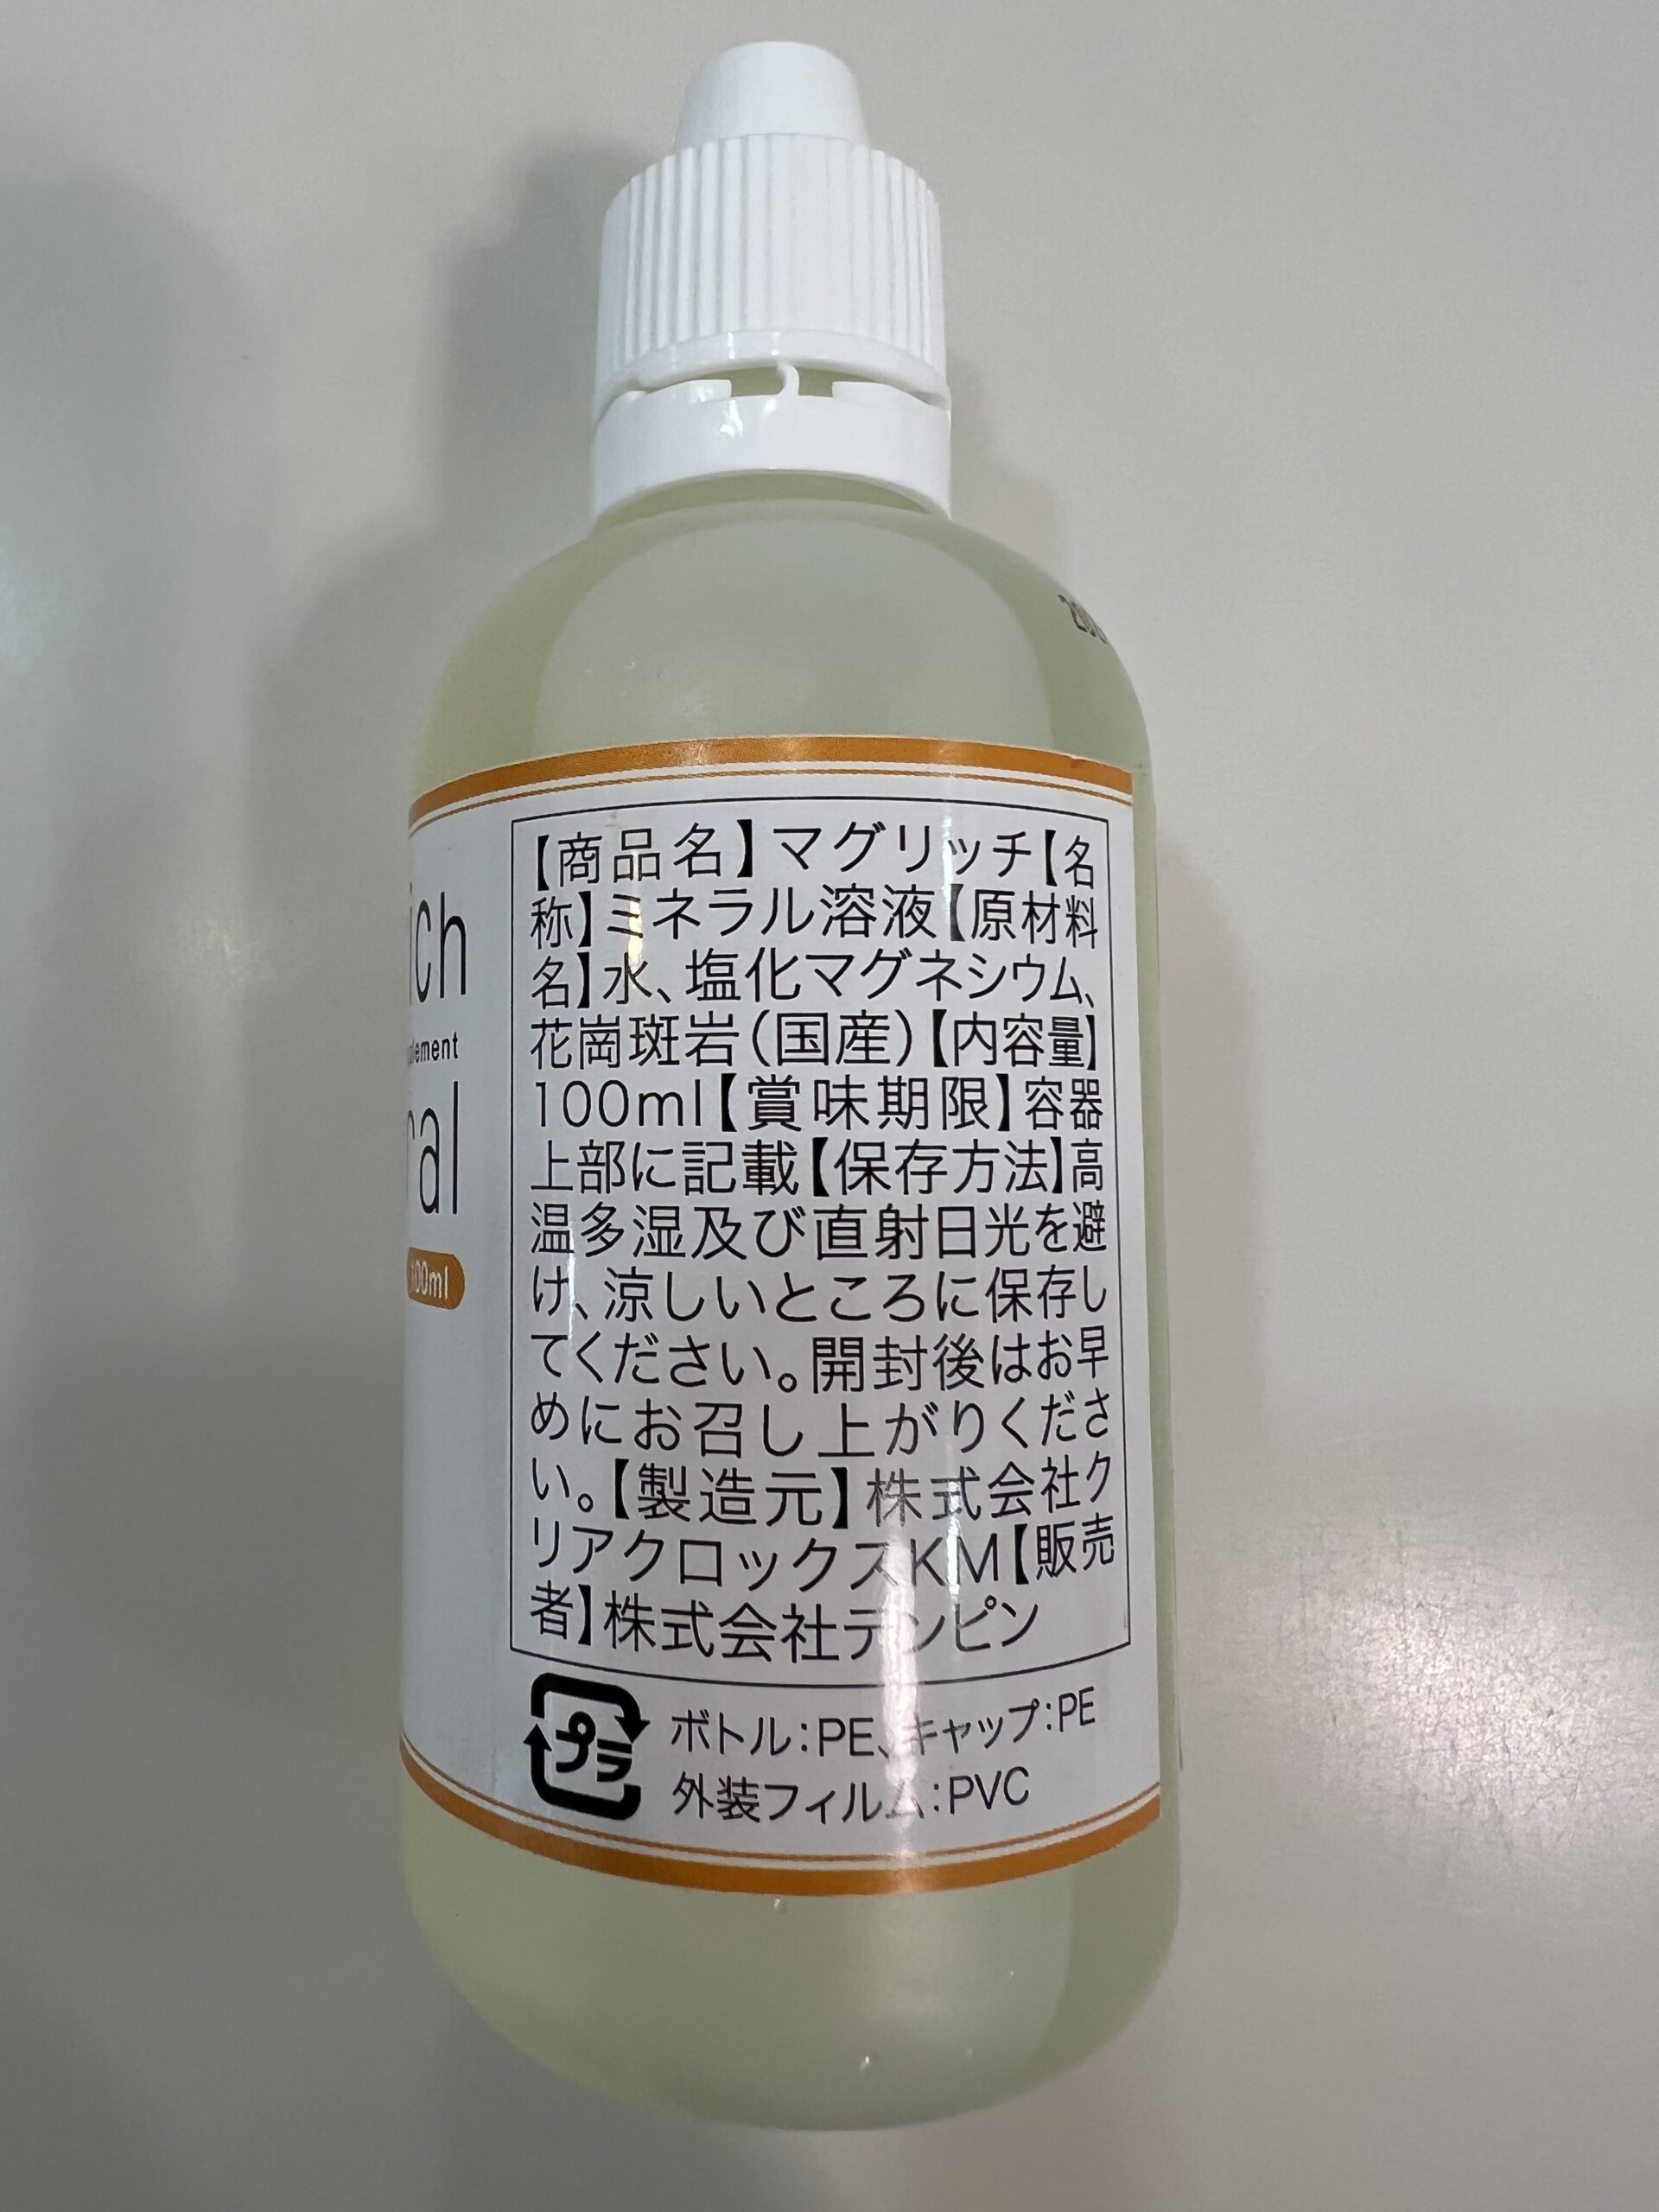 ich
lement
ral
100ml
【商品名】マグリッチ【名
称】ミネラル溶液【原材料
名】水、塩化マグネシウム、
花崗斑岩(国産)【内容量】
100ml【賞味期限】容器
上部に記載【保存方法】高
温多湿及び直射日光を避
け、涼しいところに保存し
てください。開封後はお早
めにお召し上がりくださ
い。【製造元】株式会社ク
リアクロックスKM【販売
者】株式会社テンピン
プラ
ボトル:PE、キャップ:PE
外装フィルム:PVC